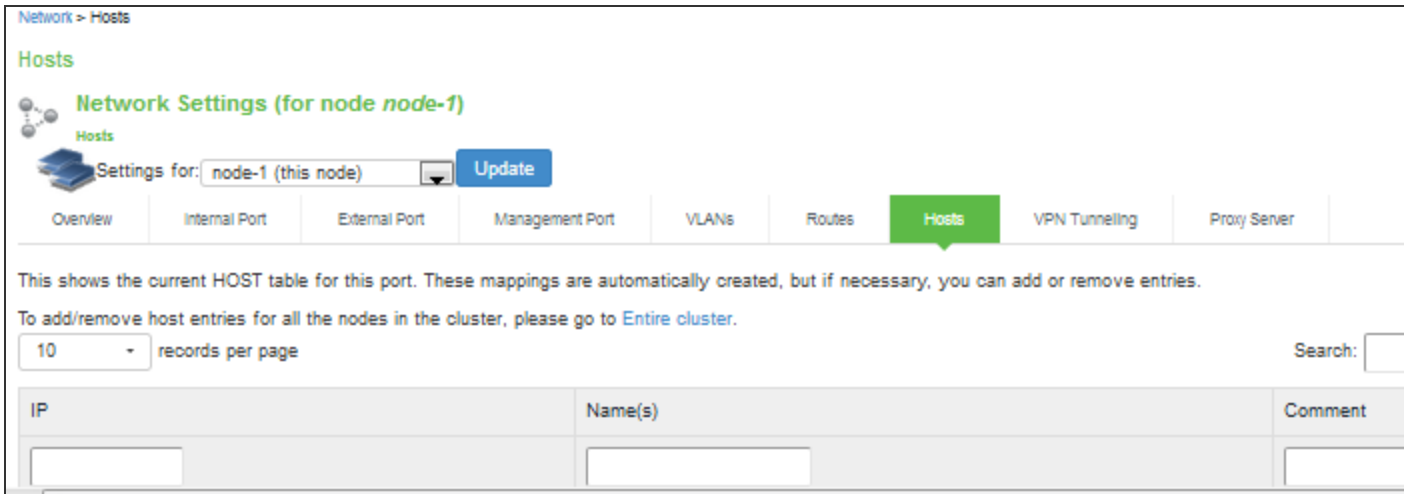 Network > Hosts
Hosts
Network Settings (for node node-1)
Hosts
Settings for: node-1 (this node) Update
Overview Internal Port External Port Management Port VLANs Routes Hosts VPN Tunneling Proxy Server
This shows the current HOST table for this port. These mappings are automatically created, but if necessary, you can add or remove entries.
To add/remove host entries for all the nodes in the cluster, please go to Entire cluster.
10 records per page Search:
IP Name(s) Comment